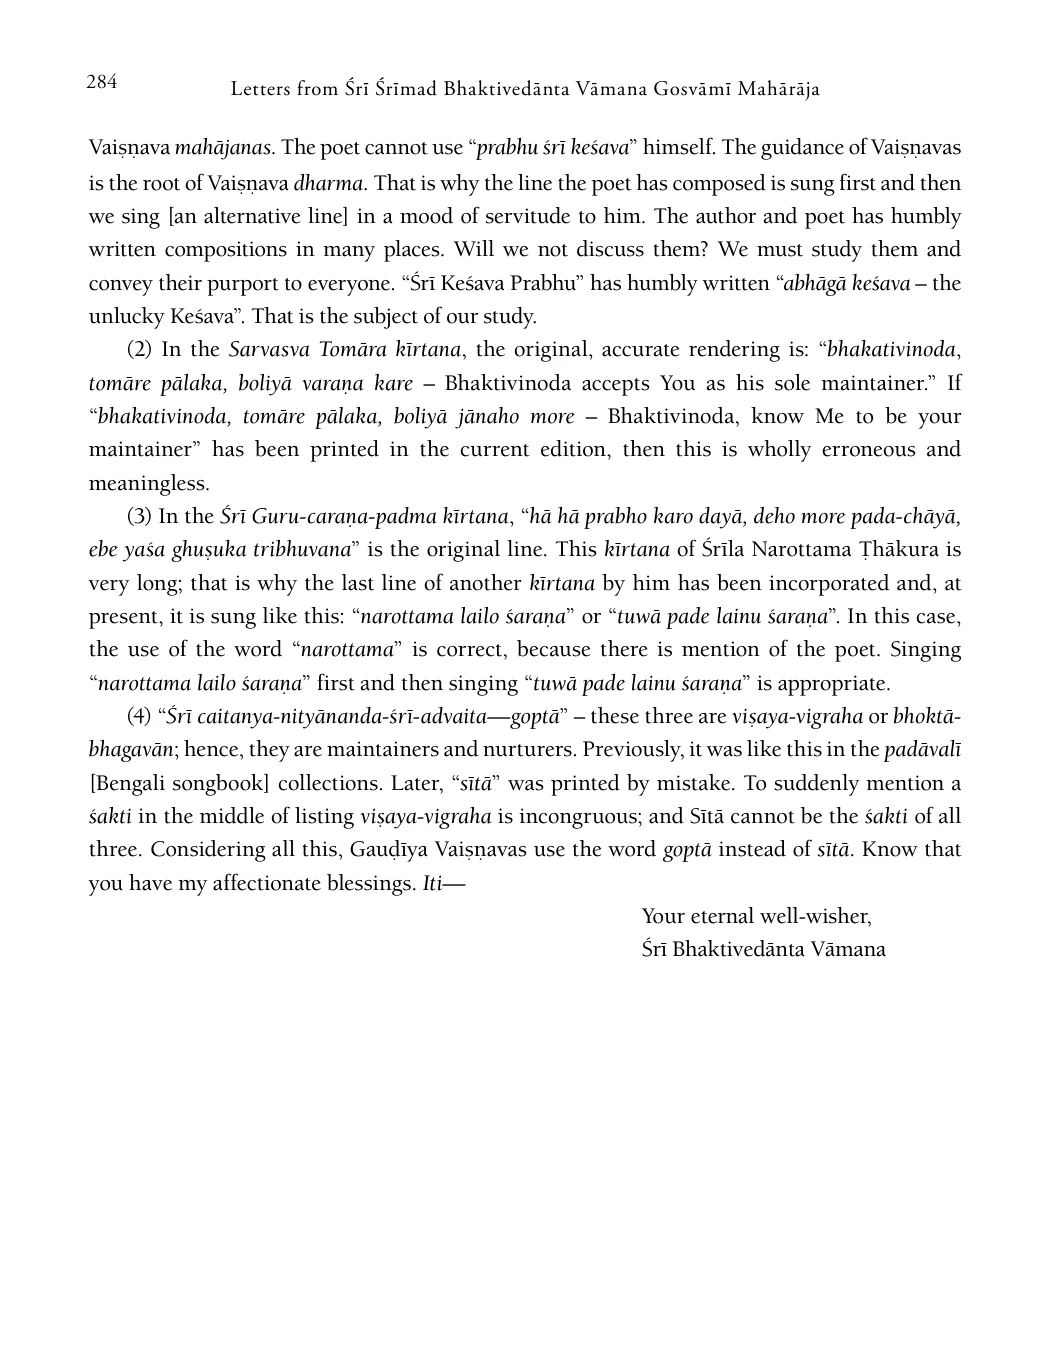 284
Letters from Śrī Śrīmad Bhaktivedānta Vāmana Gosvāmī Mahārāja
Vaiṣṇava mahājanas. The poet cannot use “prabhu śrī keśava” himself. The guidance of Vaiṣṇavas
is the root of Vaiṣṇava dharma. That is why the line the poet has composed is sung first and then
we sing [an alternative line] in a mood of servitude to him. The author and poet has humbly
written compositions in many places. Will we not discuss them? We must study them and
convey their purport to everyone. “Śrī Keśava Prabhu” has humbly written “abhāgā keśava – the
unlucky Keśava”. That is the subject of our study.
(2) In the Sarvasva Tomāra kīrtana, the original, accurate rendering is: “bhakativinoda,
tomāre pālaka, boliyā varaṇa kare – Bhaktivinoda accepts You as his sole maintainer.” If
“bhakativinoda, tomāre pālaka, boliyā jānaho more – Bhaktivinoda, know Me to be your
maintainer” has been printed in the current edition, then this is wholly erroneous and
meaningless.
(3) In the Śrī Guru-caraṇa-padma kīrtana, “hā hā prabho karo dayā, deho more pada-chāyā,
ebe yaśa ghuṣuka tribhuvana” is the original line. This kīrtana of Śrīla Narottama Ṭhākura is
very long; that is why the last line of another kīrtana by him has been incorporated and, at
present, it is sung like this: “narottama lailo śaraṇa” or “tuwā pade lainu śaraṇa”. In this case,
the use of the word “narottama” is correct, because there is mention of the poet. Singing
“narottama lailo śaraṇa” first and then singing “tuwā pade lainu śaraṇa” is appropriate.
(4) “Śrī caitanya-nityānanda-śrī-advaita—goptā” – these three are viṣaya-vigraha or bhoktā-
bhagavān; hence, they are maintainers and nurturers. Previously, it was like this in the padāvalī
[Bengali songbook] collections. Later, “sītā” was printed by mistake. To suddenly mention a
śakti in the middle of listing viṣaya-vigraha is incongruous; and Sītā cannot be the śakti of all
three. Considering all this, Gauḍīya Vaiṣṇavas use the word goptā instead of sītā. Know that
you have my affectionate blessings. Iti—
Your eternal well-wisher,
Śrī Bhaktivedānta Vāmana